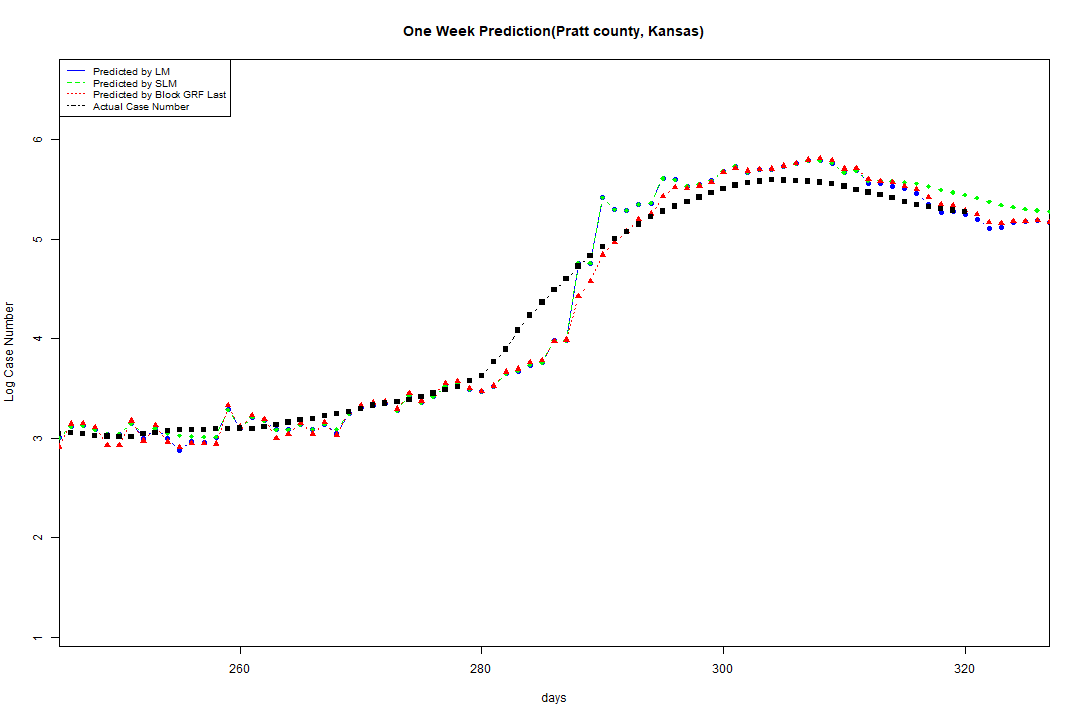 One Week Prediction(Pratt county, Kansas)
Predicted by LM
Predicted by SLM
Predicted by Block GRF Last
Actual Case Number
Log Case Number
6
5
4
3
2
1
260 280 300 320
days